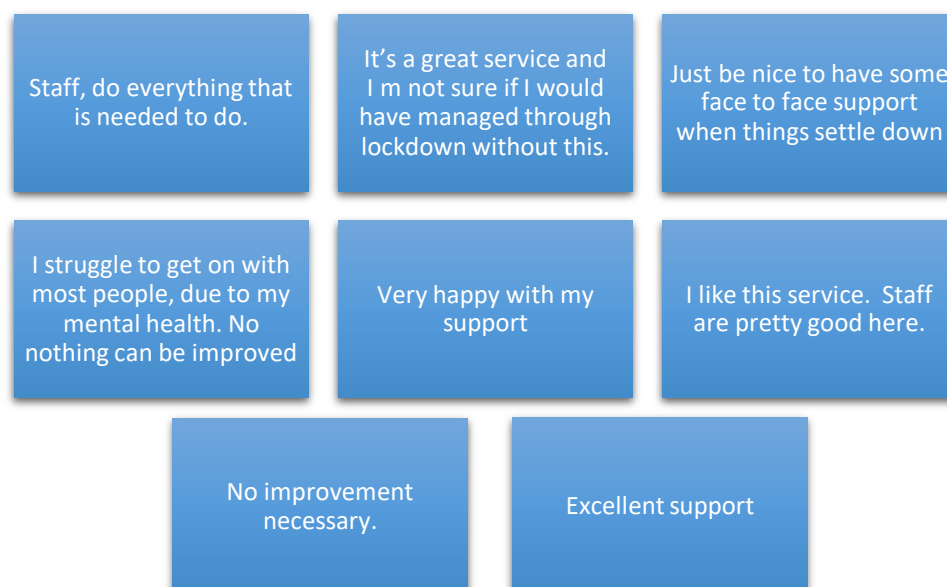 Staff, do everything that
is needed to do.
It’s a great service and
I m not sure if I would
have managed through
lockdown without this.
Just be nice to have some
face to face support
when things settle down
I struggle to get on with
most people, due to my
mental health. No
nothing can be improved
Very happy with my
support
I like this service.  Staff
are pretty good here.
No improvement
necessary.
Excellent support